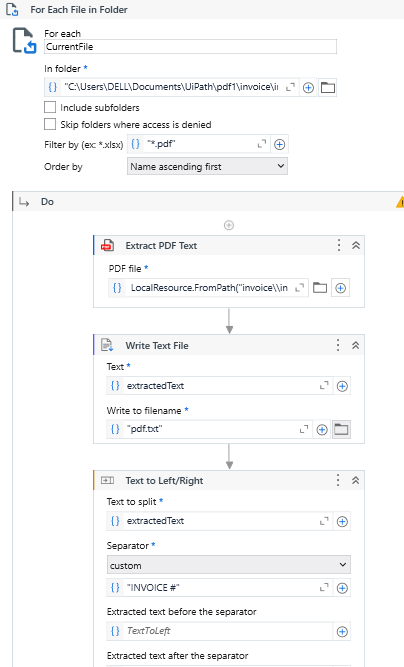 For Each File in Folder
For each
CurrentFile
In folder *
"C:\Users\DELL\Documents\UiPath\pdf1\invoice\i
Include subfolders
Skip folders where access is denied
Filter by (ex: *.xlsx) {} "*.pdf"
Order by Name ascending first
Do
Extract PDF Text
PDF file *
{} LocalResource.FromPath("invoice\\in
Write Text File
Text *
{} extractedText
Write to filename *
{} "pdf.txt"
Text to Left/Right
Text to split *
{} extractedText
Separator *
custom
{} "INVOICE #"
Extracted text before the separator
{} TextToLeft
Extracted text after the separator